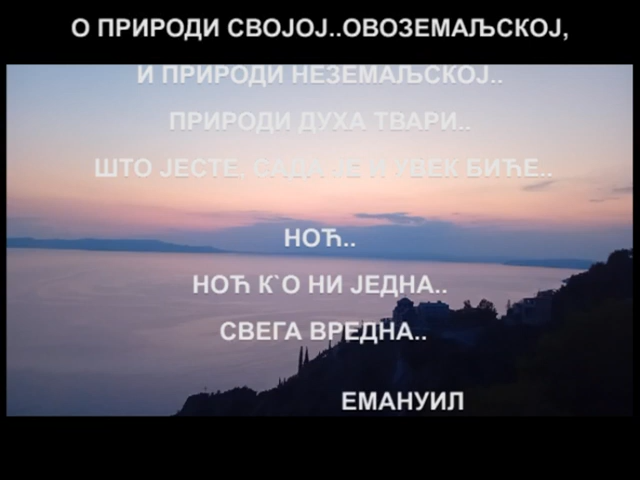 О ПРИРОДИ СВОЈОЈ..ОВОЗЕМАЉСКОЈ,
И ПРИРОДИ НЕЗЕМАЉСКОЈ..
ПРИРОДИ ДУХА ТВАРИ..
ШТО ЈЕСТЕ, САДА ЈЕ И УВЕК БИЋЕ..
НОЋ..
НОЋ К`О НИ ЈЕДНА..
СВЕГА ВРЕДНА..
ЕМАНУИЛ